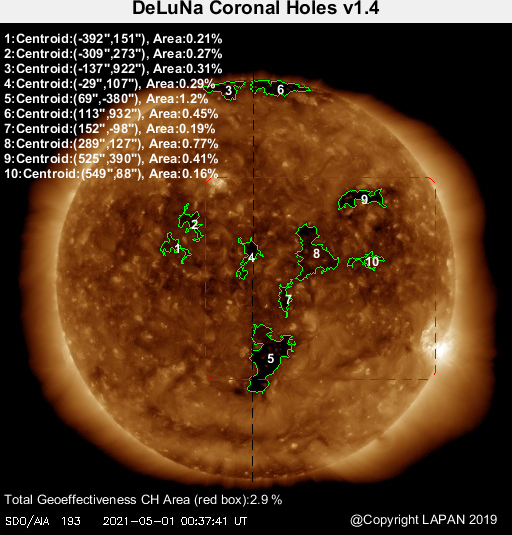 DeLuNa Coronal Holes v1.4
1:Centroid:(-392",151"), Area:0.21%
2:Centroid:(-309",273"), Area:0.27%
3:Centroid:(-137",922"), Area:0.31%
4:Centroid:(-29",107"), Area:0.29%
5:Centroid:(69",-380"), Area:1.2%
6:Centroid:(113",932"), Area:0.45%
7:Centroid:(152",-98"), Area:0.19%
8:Centroid:(289",127"), Area:0.77%
9:Centroid:(525",390"), Area:0.41%
10:Centroid:(549",88"), Area:0.16%
3
6
9
2
1
4
8
10
7
5
Total Geoeffectiveness CH Area (red box):2.9 %
SDO/AIA 193 2021-05-01 00:37:41 UT
@Copyright LAPAN 2019